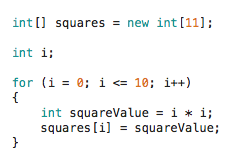 int[] squares = new int[11];
int i;
for (i = 0; i <= 10; i++)
{
    int squareValue = i * i;
    squares[i] = squareValue;
}